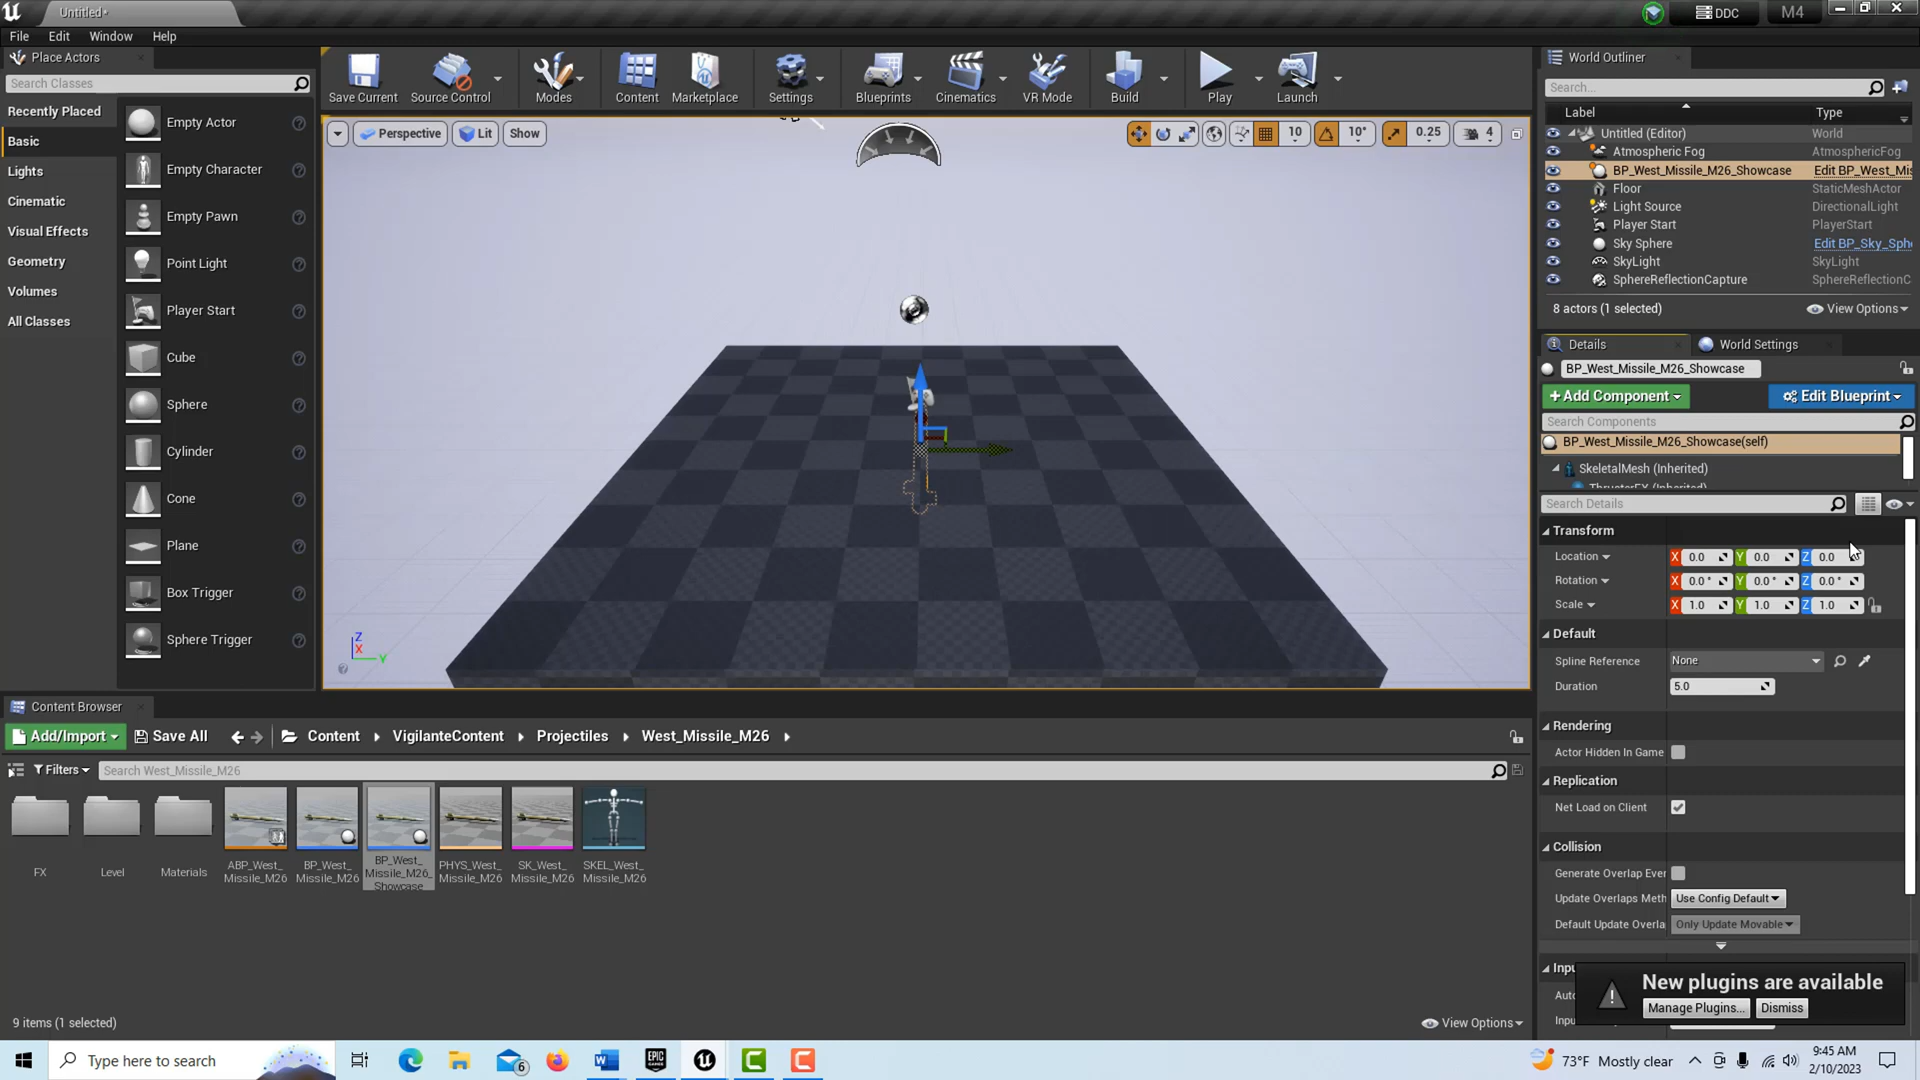 Untitled*
DDC
M4
File
Edit
Window
Help
Place Actors
Search Classes
Recently Placed
Basic
Lights
Cinematic
Visual Effects
Geometry
Volumes
All Classes
Empty Actor
Empty Character
Empty Pawn
Point Light
Player Start
Cube
Sphere
Cylinder
Cone
Plane
Box Trigger
Sphere Trigger
Save Current
Source Control
Modes
Content
Marketplace
Settings
Blueprints
Cinematics
VR Mode
Build
Play
Launch
Perspective
Lit
Show
10
10°
0.25
4
Z
X
Y
World Outliner
Search...
Label
Type
Untitled (Editor)
World
Atmospheric Fog
AtmosphericFog
BP_West_Missile_M26_Showcase
Edit BP_West_Mis
Floor
StaticMeshActor
Light Source
DirectionalLight
Player Start
PlayerStart
Sky Sphere
Edit BP_Sky_Sph
SkyLight
SkyLight
SphereReflectionCapture
SphereReflectionC
8 actors (1 selected)
View Options
Details
World Settings
BP_West_Missile_M26_Showcase
+Add Component
Edit Blueprint
Search Components
BP_West_Missile_M26_Showcase(self)
SkeletalMesh (Inherited)
ThrusterFX (Inherited)
Search Details
Transform
Location
X 0.0 Y 0.0 Z 0.0
Rotation
X 0.0 ° Y 0.0 ° Z 0.0 °
Scale
X 1.0 Y 1.0 Z 1.0
Default
Spline Reference
None
Duration
5.0
Rendering
Actor Hidden In Game
Replication
Net Load on Client
Collision
Generate Overlap Ever
Update Overlaps Meth
Use Config Default
Default Update Overla
Only Update Movable
Inpu
Auto
Inpu
New plugins are available
Manage Plugins...
Dismiss
Content Browser
Add/Import
Save All
Content
VigilanteContent
Projectiles
West_Missile_M26
Filters
Search West_Missile_M26
FX
Level
Materials
ABP_West_
Missile_M26
BP_West_
Missile_M26
BP_West_
Missile_M26_
Showcase
PHYS_West_
Missile_M26
SK_West_
Missile_M26
SKEL_West_
Missile_M26
9 items (1 selected)
View Options
Type here to search
6
EPIC
GAMES
73°F Mostly clear
9:45 AM
2/10/2023